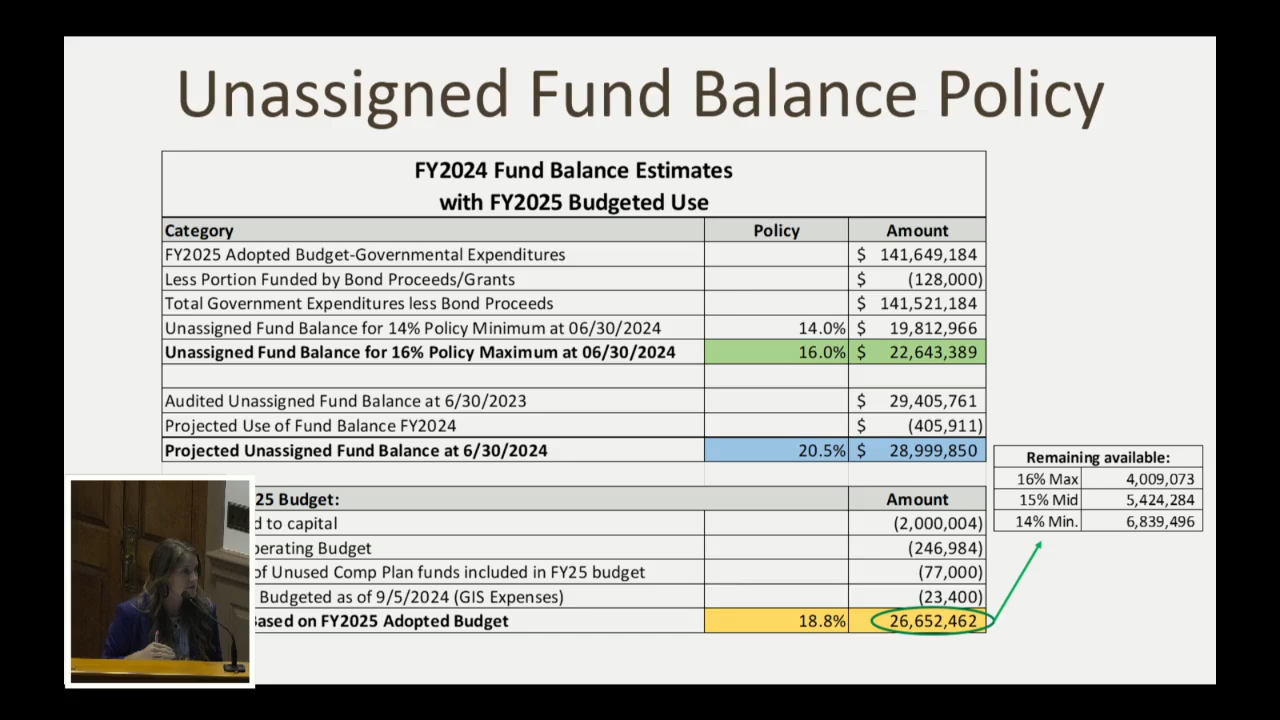 Unassigned Fund Balance Policy
FY2024 Fund Balance Estimates
with FY2025 Budgeted Use
Category Policy Amount
FY2025 Adopted Budget-Governmental Expenditures $ 141,649,184
Less Portion Funded by Bond Proceeds/Grants $ (128,000)
Total Government Expenditures less Bond Proceeds $ 141,521,184
Unassigned Fund Balance for 14% Policy Minimum at 06/30/2024 14.0% $ 19,812,966
Unassigned Fund Balance for 16% Policy Maximum at 06/30/2024 16.0% $ 22,643,389
Audited Unassigned Fund Balance at 6/30/2023 $ 29,405,761
Projected Use of Fund Balance FY2024 $ (405,911)
Projected Unassigned Fund Balance at 6/30/2024 20.5% $ 28,999,850
Remaining available:
16% Max 4,009,073
15% Mid 5,424,284
14% Min. 6,839,496
25 Budget: Amount
d to capital (2,000,004)
perating Budget (246,984)
of Unused Comp Plan funds included in FY25 budget (77,000)
Budgeted as of 9/5/2024 (GIS Expenses) (23,400)
Based on FY2025 Adopted Budget 18.8% 26,652,462